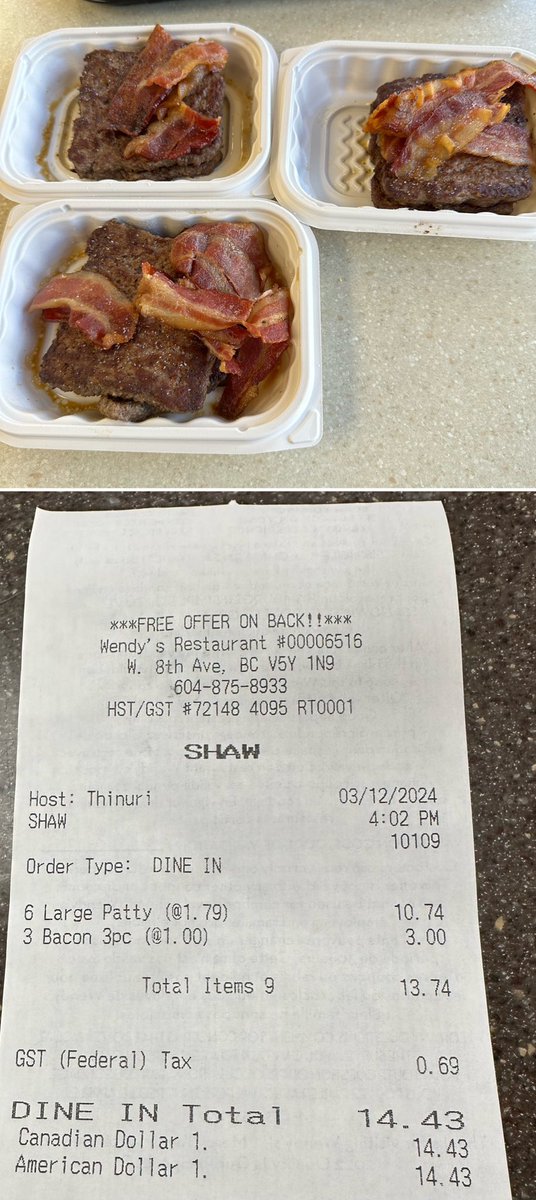 ***FREE OFFER ON BACK!!***
Wendy's Restaurant #00006516
W. 8th Ave, BC V5Y 1N9
604-875-8933
HST/GST #72148 4095 RT0001
SHAW
Host: Thinuri 03/12/2024
SHAW 4:02 PM
10109
Order Type: DINE IN
6 Large Patty (@1.79) 10.74
3 Bacon 3pc (@1.00) 3.00
Total Items 9 13.74
GST (Federal) Tax 0.69
DINE IN Total 14.43
Canadian Dollar 1. 14.43
American Dollar 1. 14.43